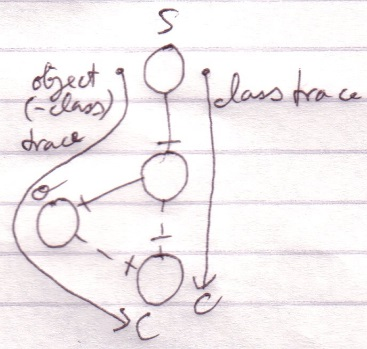 S
object
(-class)
trace
class trace
O
C
C